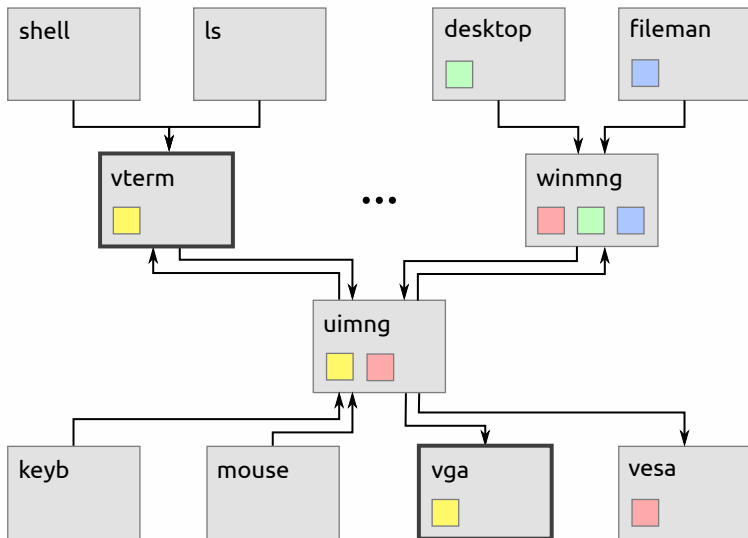 shell
ls
desktop
fileman
vterm
...
winmng
uimng
keyb
mouse
vga
vesa